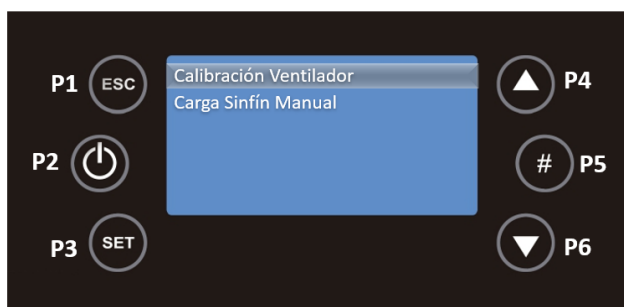 P1 ESC
Calibración Ventilador
Carga Sinfín Manual
P4
P2
# P5
P3 SET
P6